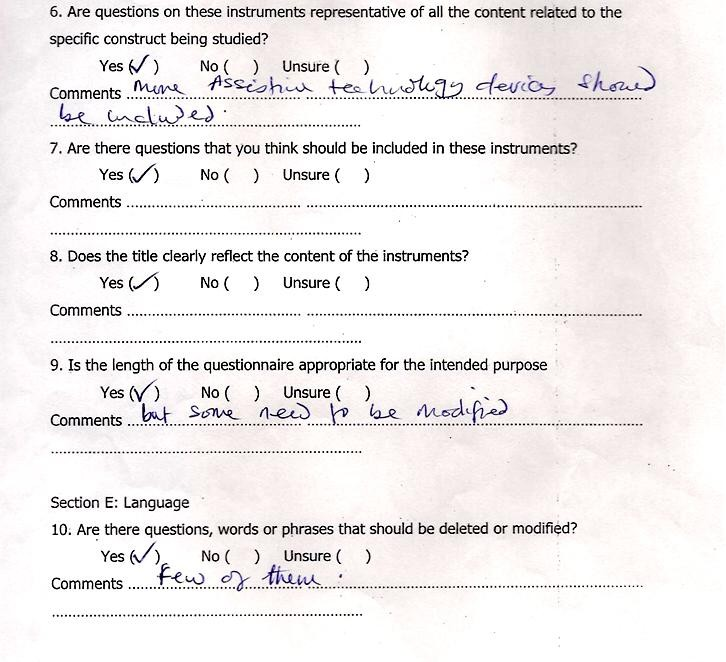 6. Are questions on these instruments representative of all the content related to the
specific construct being studied?
Yes (✓) No ( ) Unsure ( )
Comments more Assistive technology devices should
be included.
7. Are there questions that you think should be included in these instruments?
Yes (✓) No ( ) Unsure ( )
Comments ............................................................
............................................................
8. Does the title clearly reflect the content of the instruments?
Yes (✓) No ( ) Unsure ( )
Comments ............................................................
............................................................
9. Is the length of the questionnaire appropriate for the intended purpose
Yes (✓) No ( ) Unsure ( )
Comments but some need to be modified
............................................................
Section E: Language
10. Are there questions, words or phrases that should be deleted or modified?
Yes (✓) No ( ) Unsure ( )
Comments Few of them.
............................................................